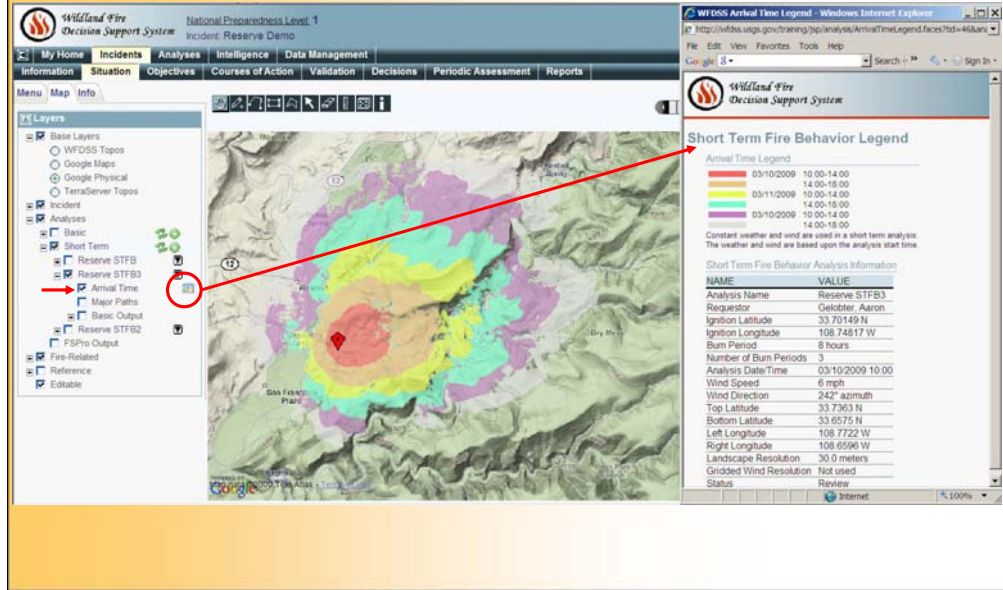 Wildland Fire
Decision Support System
National Preparedness Level 1
Incident: Reserve Demo
My Home Incidents Analyses Intelligence Data Management
Information Situation Objectives Courses of Action Validation Decisions Periodic Assessment Reports
Menu Map Info
Layers
Base Layers
WFDSS Topos
Google Maps
Google Physical
TerraServer Topos
Incident
Analyses
Basic
Short Term
Reserve STFB
Reserve STFB3
Arrival Time
Major Paths
Basic Output
Reserve STFB2
FSPro Output
Fire-Related
Reference
Editable
12
12
Reserve
Dry Mesa
San Francisco
Plaza
POWERED BY
Google
WFDSS Arrival Time Legend - Windows Internet Explorer
File Edit View Favorites Tools Help
Google Search Sign In
Wildland Fire
Decision Support System
Short Term Fire Behavior Legend
Arrival Time Legend
03/10/2009 10:00-14:00
14:00-18:00
03/11/2009 10:00-14:00
14:00-18:00
03/10/2009 10:00-14:00
14:00-18:00
Constant weather and wind are used in a short term analysis.
The weather and wind are based upon the analysis start time.
Short Term Fire Behavior Analysis Information
NAME VALUE
Analysis Name Reserve STFB3
Requestor Gelobter, Aaron
Ignition Latitude 33.70149 N
Ignition Longitude 108.74817 W
Burn Period 8 hours
Number of Burn Periods 3
Analysis Date/Time 03/10/2009 10:00
Wind Speed 6 mph
Wind Direction 242° azimuth
Top Latitude 33.7363 N
Bottom Latitude 33.6575 N
Left Longitude 108.7722 W
Right Longitude 108.6596 W
Landscape Resolution 30.0 meters
Gridded Wind Resolution Not used
Status Review
Internet 100%